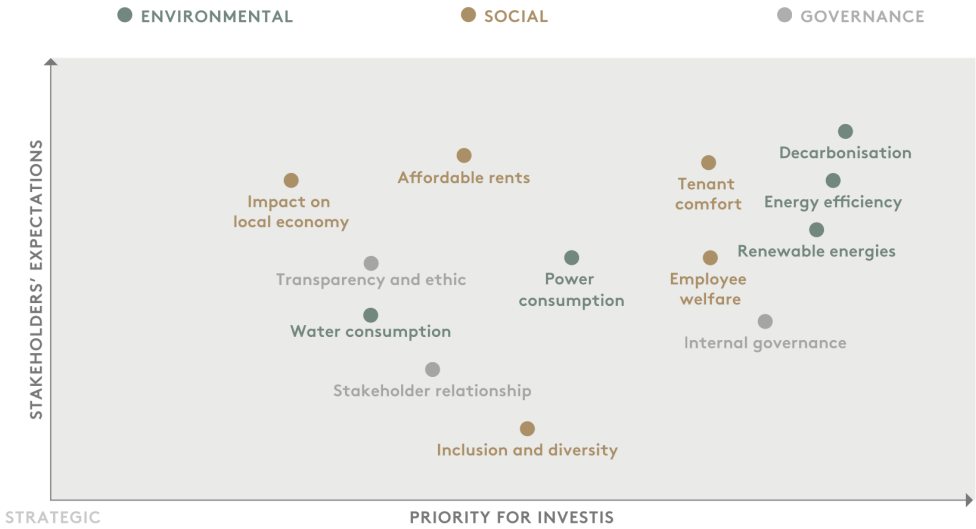 ENVIRONMENTAL
SOCIAL
GOVERNANCE
STAKEHOLDERS' EXPECTATIONS
Decarbonisation
Affordable rents
Tenant
comfort
Impact on
local economy
Energy efficiency
Renewable energies
Transparency and ethic
Power
consumption
Employee
welfare
Water consumption
Internal governance
Stakeholder relationship
Inclusion and diversity
STRATEGIC
PRIORITY FOR INVESTIS